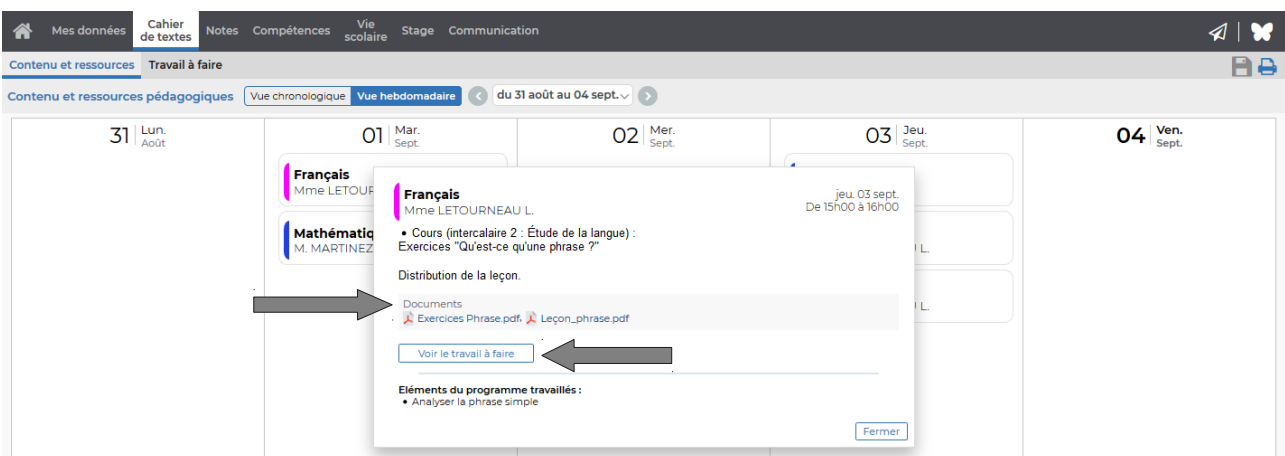 Mes données
Cahier
de textes
Notes
Compétences
Vie
scolaire
Stage
Communication
Contenu et ressources
Travail à faire
Contenu et ressources pédagogiques
Vue chronologique
Vue hebdomadaire
du 31 août au 04 sept.
31 Lun.
Août
01 Mar.
Sept.
02 Mer.
Sept.
03 Jeu.
Sept.
04 Ven.
Sept.
Français
Mme LETOUR
Mathématiq
M. MARTINEZ
Français
Mme LETOURNEAU L.
jeu. 03 sept.
De 15h00 à 16h00
• Cours (intercalaire 2 : Étude de la langue) :
Exercices "Qu'est-ce qu'une phrase ?"
Distribution de la leçon.
Documents
Exercices Phrase.pdf, Leçon_phrase.pdf
Voir le travail à faire
Eléments du programme travaillés :
• Analyser la phrase simple
Fermer
L.
L.